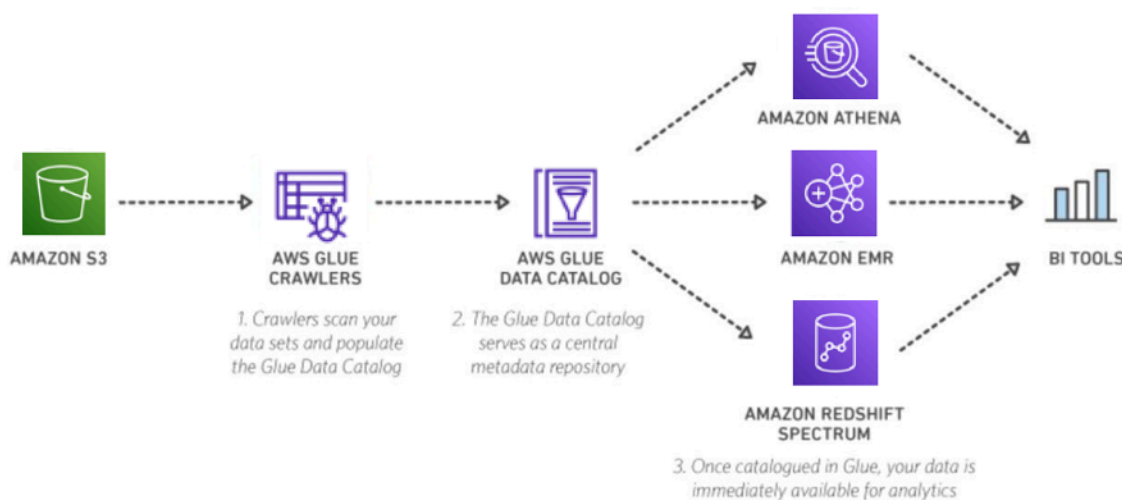 AMAZON S3
AWS GLUE
CRAWLERS
1. Crawlers scan your
data sets and populate
the Glue Data Catalog
AWS GLUE
DATA CATALOG
2. The Glue Data Catalog
serves as a central
metadata repository
AMAZON ATHENA
AMAZON EMR
AMAZON REDSHIFT
SPECTRUM
3. Once catalogued in Glue, your data is
immediately available for analytics
BI TOOLS